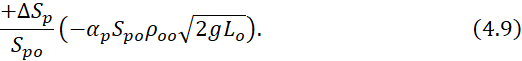 +ΔS_p/S_po (−α_p S_po ρ_oo √(2gL_o)). (4.9)